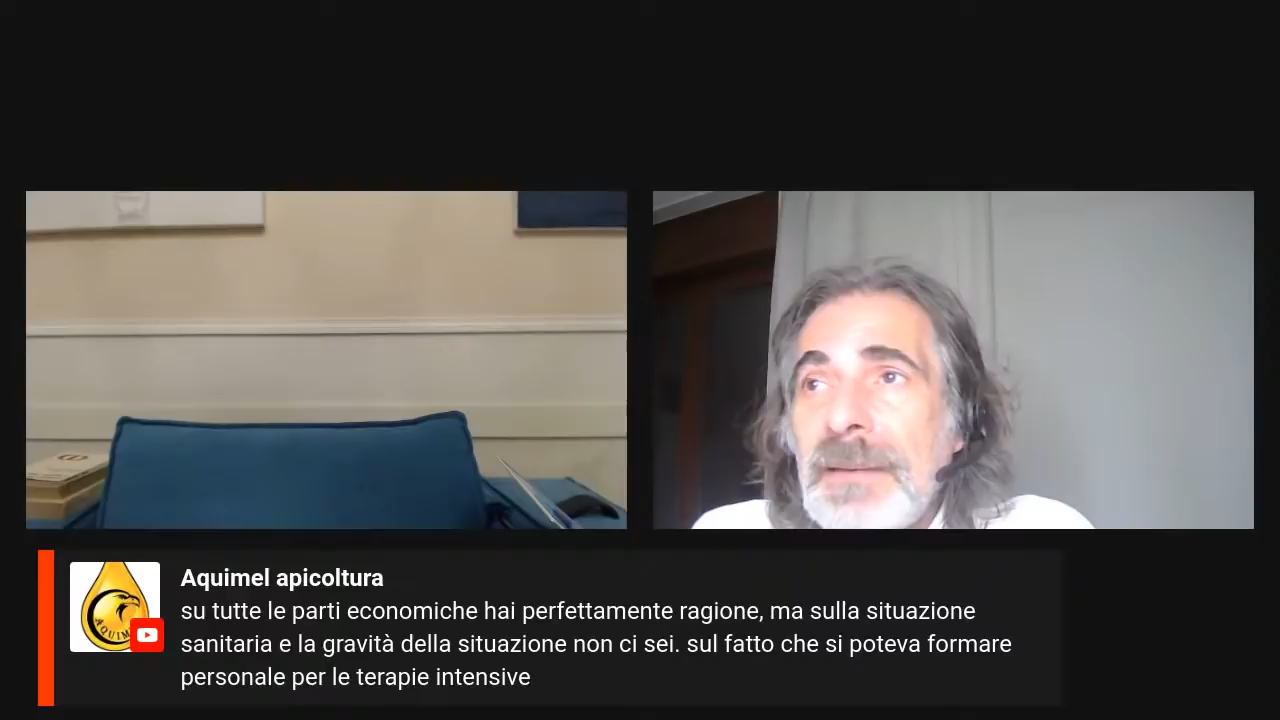 Aquimel apicoltura
su tutte le parti economiche hai perfettamente ragione, ma sulla situazione
sanitaria e la gravità della situazione non ci sei. sul fatto che si poteva formare
personale per le terapie intensive